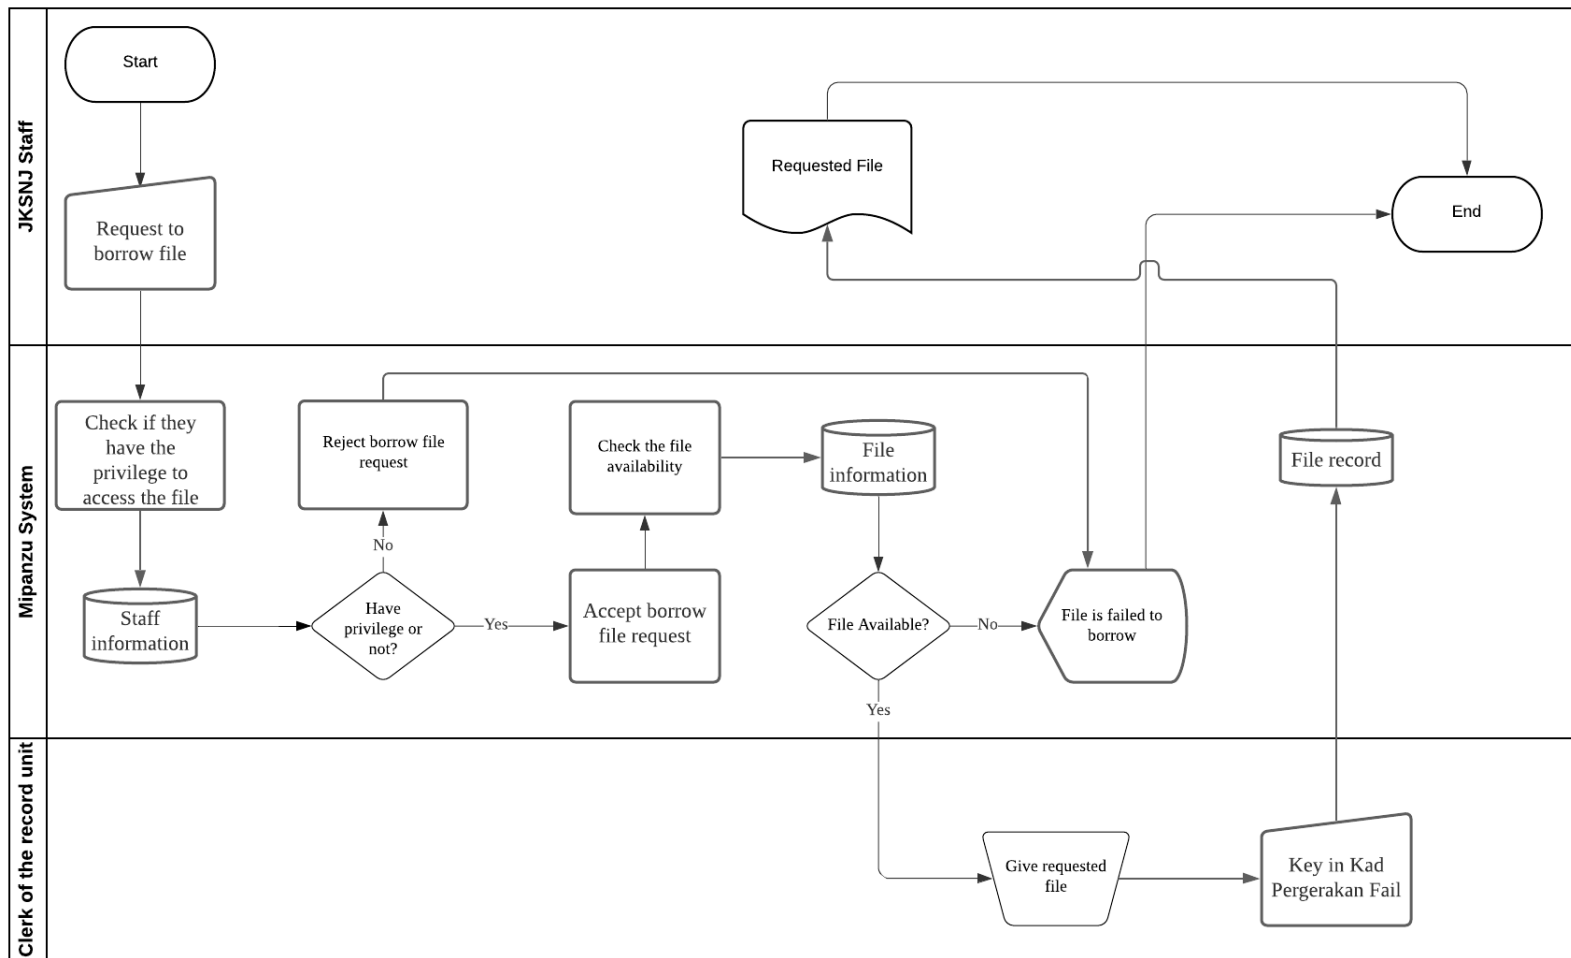 JKSNJ Staff
Start
Request to
borrow file
Requested File
End
Mipanzu System
Check if they
have the
privilege to
access the file
Staff
information
Reject borrow file
request
No
Have
privilege or
not?
Yes
Check the file
availability
Accept borrow
file request
File
information
File Available?
No
Yes
File is failed to
borrow
File record
Clerk of the record unit
Give requested
file
Key in Kad
Pergerakan Fail